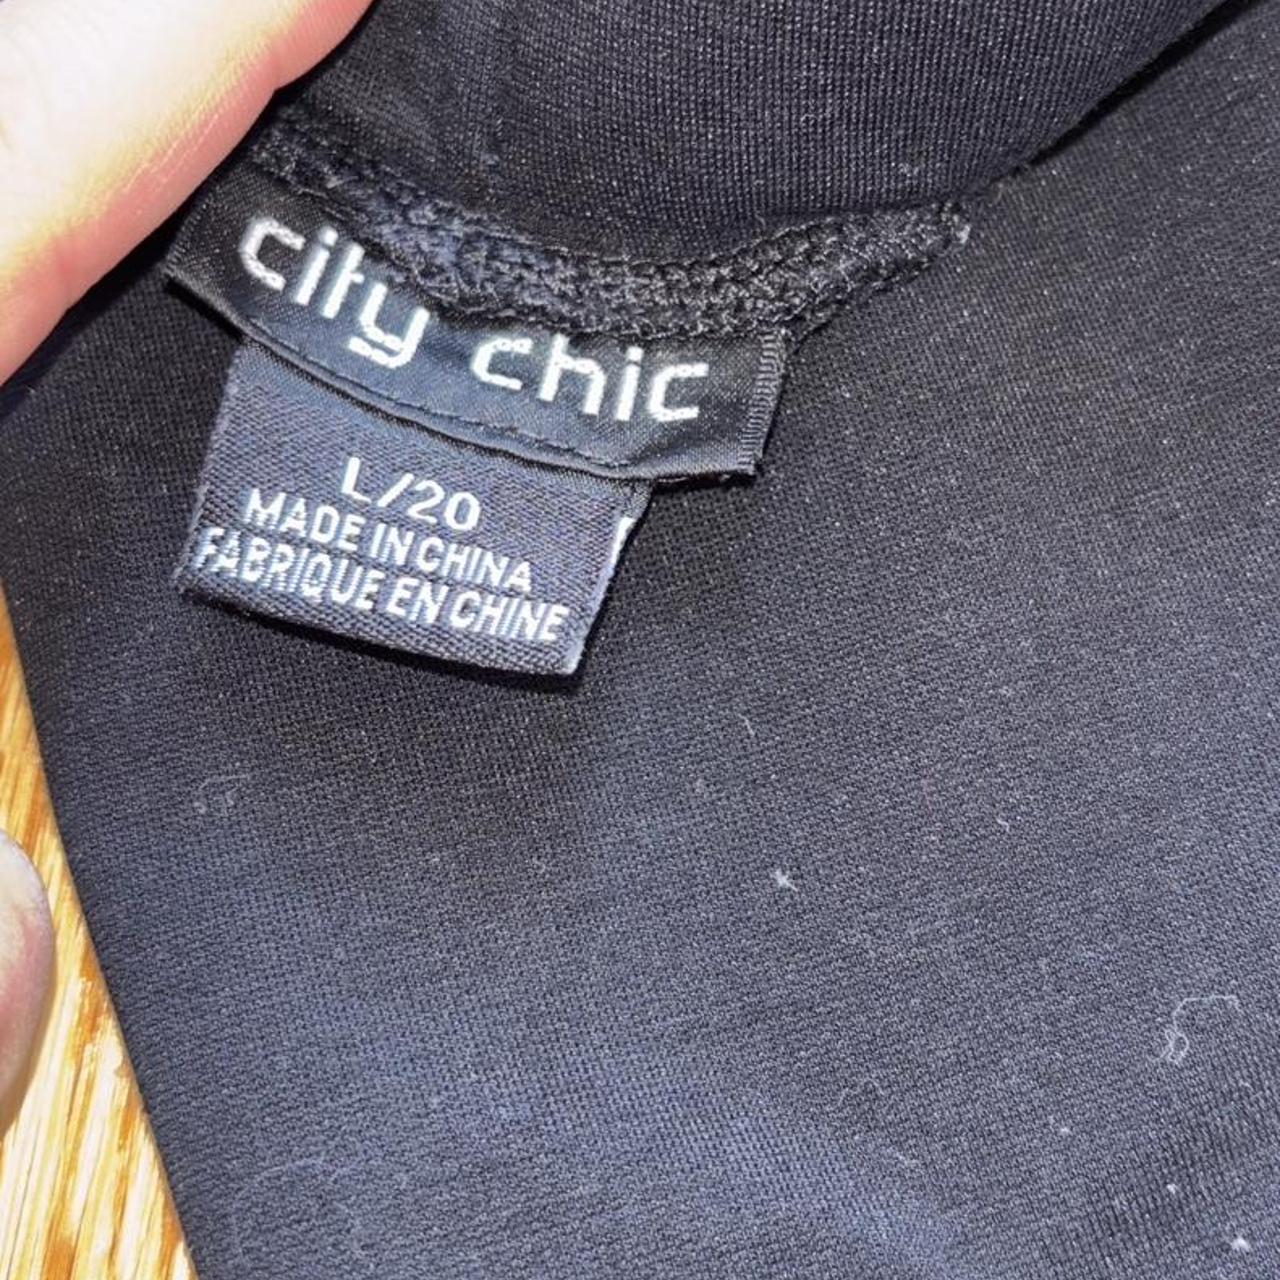 city chic
L/20
MADE IN CHINA
FABRIQUE EN CHINE